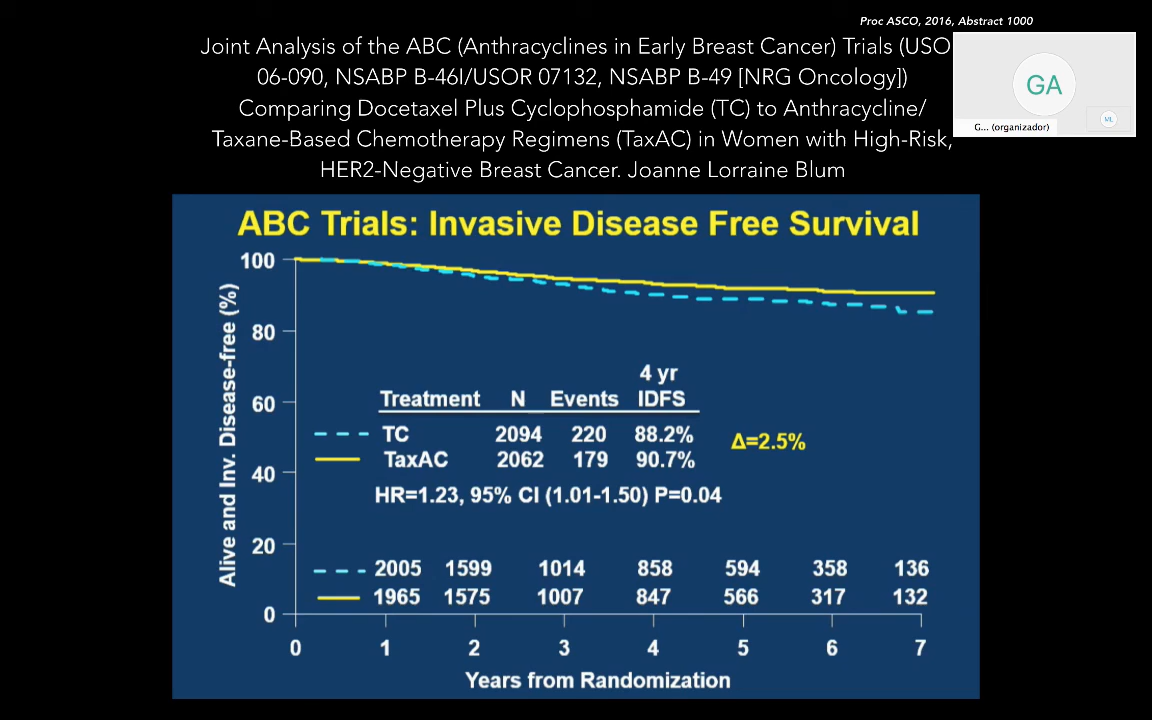 Proc ASCO, 2016, Abstract 1000
Joint Analysis of the ABC (Anthracyclines in Early Breast Cancer) Trials (USO
06-090, NSABP B-46I/USOR 07132, NSABP B-49 [NRG Oncology])
Comparing Docetaxel Plus Cyclophosphamide (TC) to Anthracycline/
Taxane-Based Chemotherapy Regimens (TaxAC) in Women with High-Risk,
HER2-Negative Breast Cancer. Joanne Lorraine Blum
GA
G... (organizador)
ML
ABC Trials: Invasive Disease Free Survival
Alive and Inv. Disease-free (%)
100
80
60
40
20
0
4 yr
Treatment N Events IDFS
TC 2094 220 88.2%
TaxAC 2062 179 90.7%
Δ=2.5%
HR=1.23, 95% CI (1.01-1.50) P=0.04
2005 1599 1014 858 594 358 136
1965 1575 1007 847 566 317 132
0 1 2 3 4 5 6 7
Years from Randomization